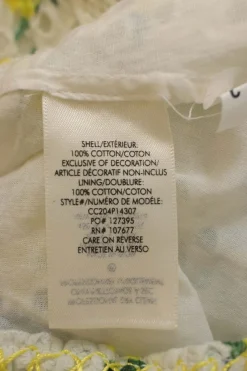 SHELL/EXTÉRIEUR:
100% COTTON/COTON
EXCLUSIVE OF DECORATION/
ARTICLE DÉCORATIF NON-INCLUS
LINING/DOUBLURE:
100% COTTON/COTON
STYLE#/NUMÉRO DE MODÈLE:
CC204P14307
PO# 127395
RN# 107677
CARE ON REVERSE
ENTRETIEN AU VERSO